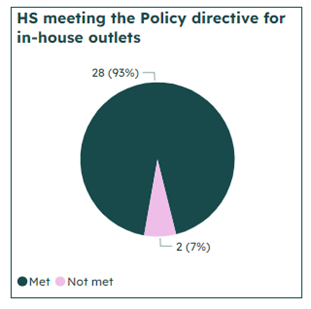 HS meeting the Policy directive for
in-house outlets
28 (93%)
2 (7%)
Met Not met